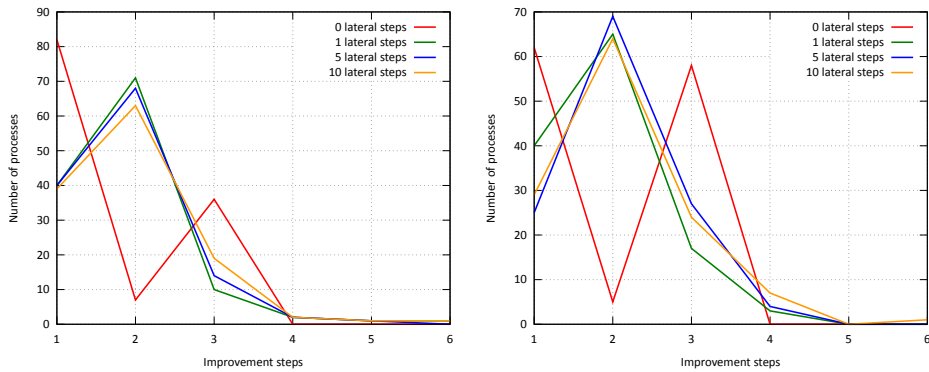 90
80
70
60
50
40
30
20
10
0
1 2 3 4 5 6
Number of processes
Improvement steps
0 lateral steps
1 lateral steps
5 lateral steps
10 lateral steps
70
60
50
40
30
20
10
0
1 2 3 4 5 6
Number of processes
Improvement steps
0 lateral steps
1 lateral steps
5 lateral steps
10 lateral steps